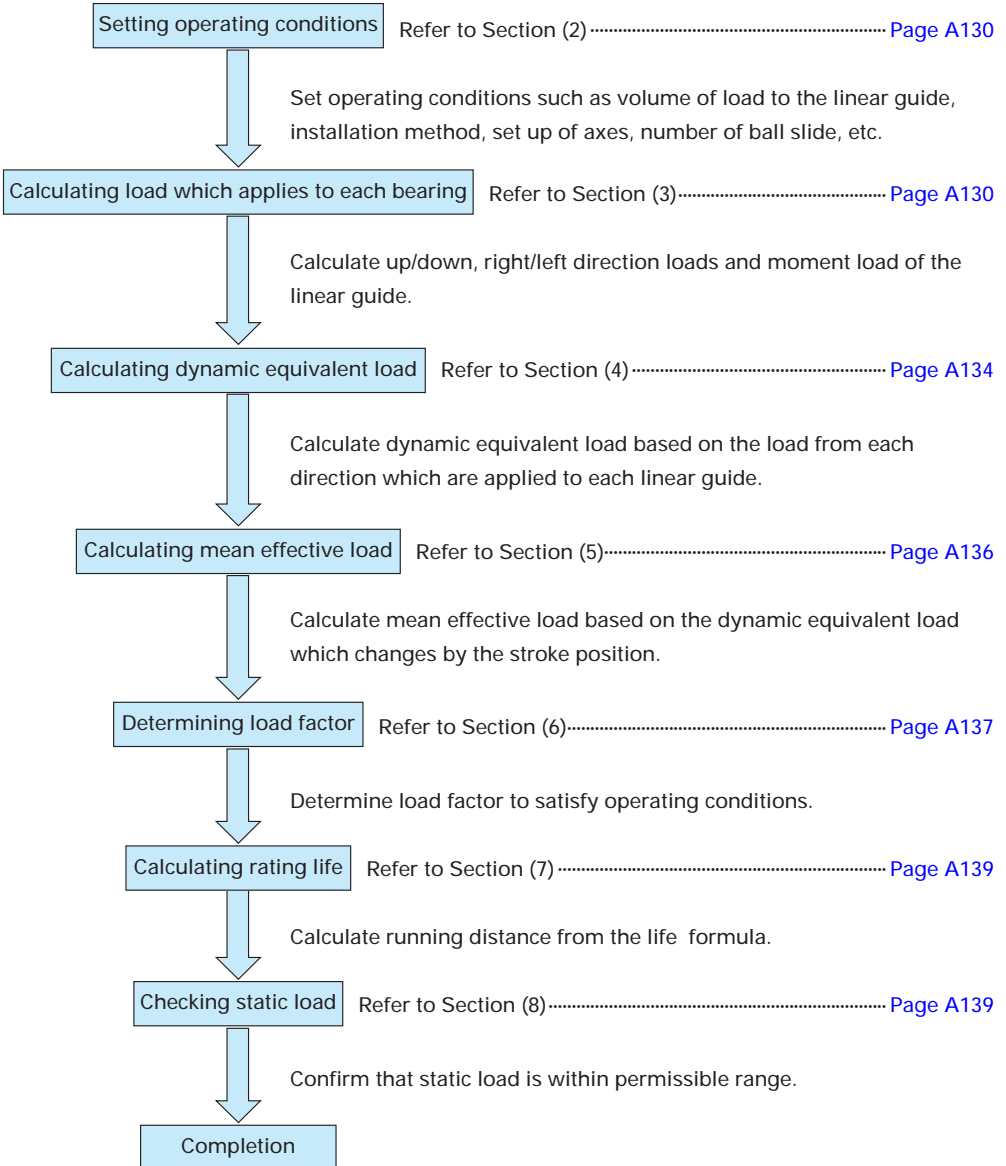 Setting operating conditions Refer to Section (2) ································ Page A130
Set operating conditions such as volume of load to the linear guide,
installation method, set up of axes, number of ball slide, etc.
Calculating load which applies to each bearing Refer to Section (3) ································ Page A130
Calculate up/down, right/left direction loads and moment load of the
linear guide.
Calculating dynamic equivalent load Refer to Section (4) ································ Page A134
Calculate dynamic equivalent load based on the load from each
direction which are applied to each linear guide.
Calculating mean effective load Refer to Section (5) ································ Page A136
Calculate mean effective load based on the dynamic equivalent load
which changes by the stroke position.
Determining load factor Refer to Section (6) ································ Page A137
Determine load factor to satisfy operating conditions.
Calculating rating life Refer to Section (7) ································ Page A139
Calculate running distance from the life formula.
Checking static load Refer to Section (8) ································ Page A139
Confirm that static load is within permissible range.
Completion